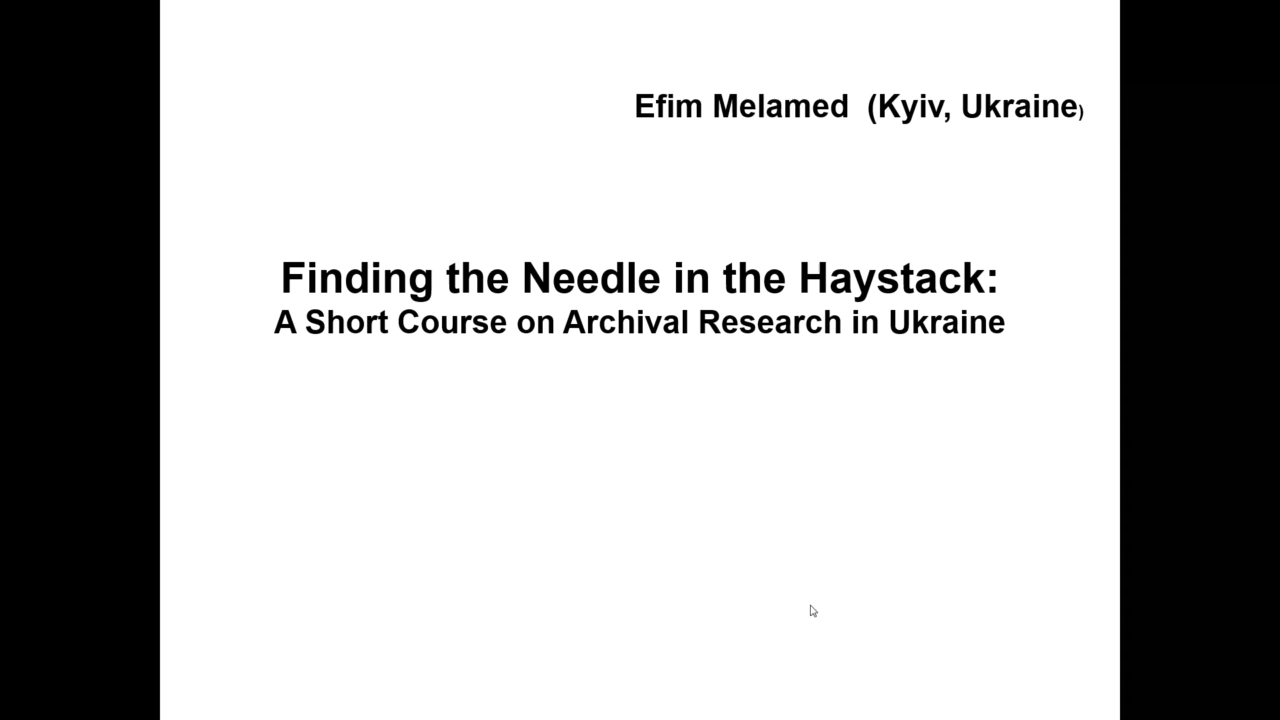 Efim Melamed (Kyiv, Ukraine)
Finding the Needle in the Haystack:
A Short Course on Archival Research in Ukraine